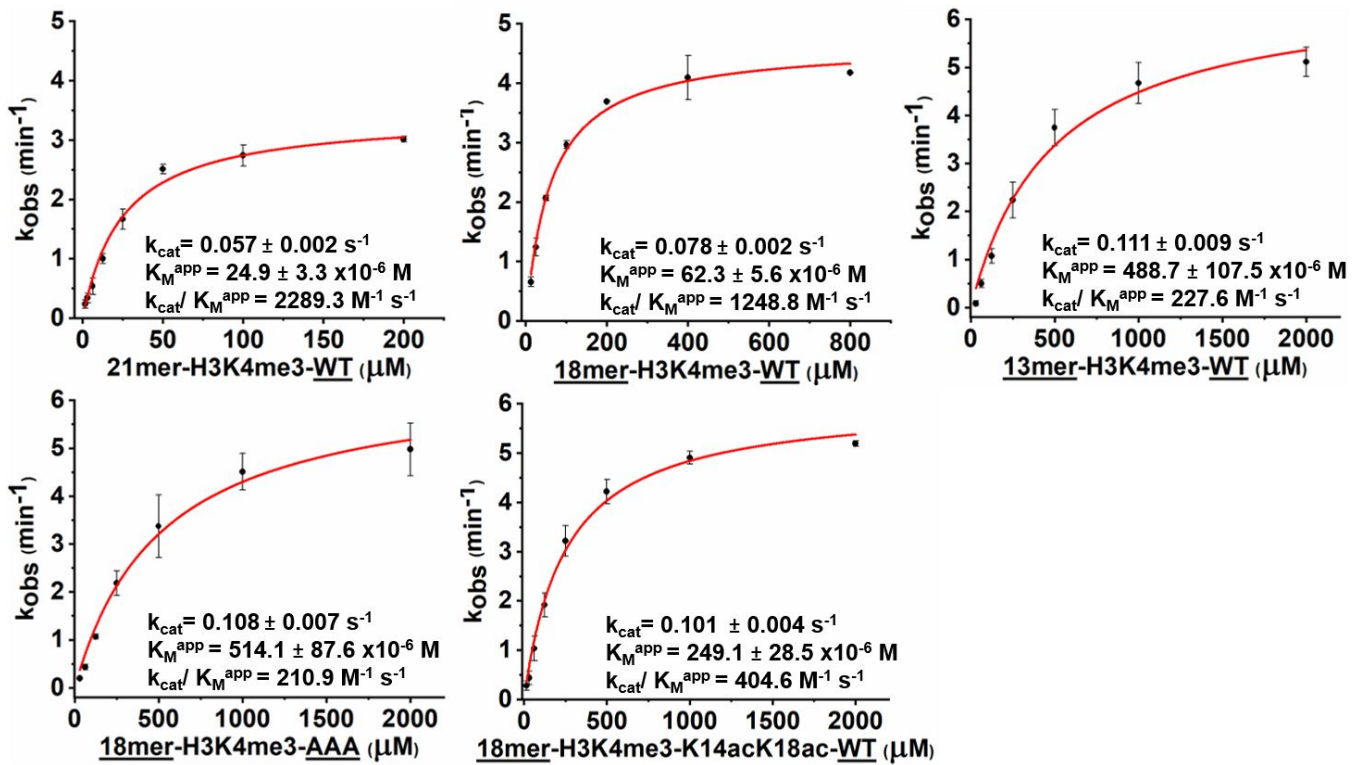 5
4
3
2
1
0
kobs (min-1)
kcat= 0.057 ± 0.002 s-1
KMapp = 24.9 ± 3.3 x10-6 M
kcat/ KMapp = 2289.3 M-1 s-1
0 50 100 150 200
21mer-H3K4me3-WT (µM)
5
4
3
2
1
0
kobs (min-1)
kcat= 0.078 ± 0.002 s-1
KMapp = 62.3 ± 5.6 x10-6 M
kcat/ KMapp = 1248.8 M-1 s-1
0 200 400 600 800
18mer-H3K4me3-WT (µM)
6
5
4
3
2
1
0
kobs (min-1)
kcat= 0.111 ± 0.009 s-1
KMapp = 488.7 ± 107.5 x10-6 M
kcat/ KMapp = 227.6 M-1 s-1
0 500 1000 1500 2000
13mer-H3K4me3-WT (µM)
6
5
4
3
2
1
0
kobs (min-1)
kcat= 0.108 ± 0.007 s-1
KMapp = 514.1 ± 87.6 x10-6 M
kcat/ KMapp = 210.9 M-1 s-1
0 500 1000 1500 2000
18mer-H3K4me3-AAA (µM)
6
5
4
3
2
1
0
kobs (min-1)
kcat= 0.101 ± 0.004 s-1
KMapp = 249.1 ± 28.5 x10-6 M
kcat/ KMapp = 404.6 M-1 s-1
0 500 1000 1500 2000
18mer-H3K4me3-K14acK18ac-WT (µM)